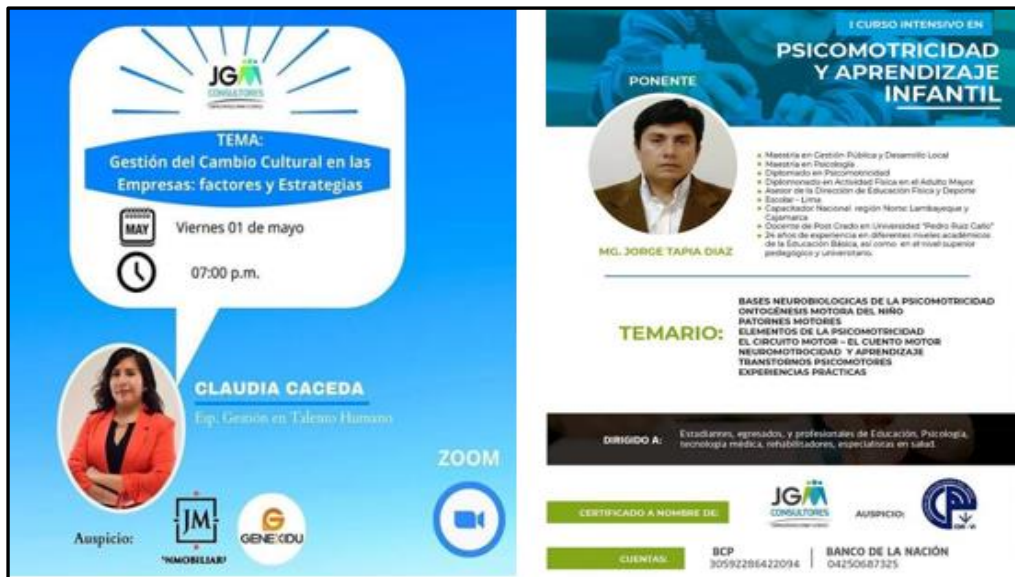 JGM
CONSULTORES
TEMA:
Gestión del Cambio Cultural en las
Empresas: factores y Estrategias
MAY
Viernes 01 de mayo
07:00 p.m.
CLAUDIA CACEDA
Esp. Gestión en Talento Humano
ZOOM
Auspicio:
JM
INMOBILIARI
GENEXIDU
I CURSO INTENSIVO EN
PSICOMOTRICIDAD
Y APRENDIZAJE
INFANTIL
PONENTE
Maestría en Gestión Pública y Desarrollo Local
Maestría en Psicología
Diplomado en Psicomotricidad
Diplomonado en Actividad Física en el Adulto Mayor
Asesor de la Dirección de Educación Física y Deporte
Escolar - Lima
Capacitador Nacional región Norte: Lambayeque y
Cajamarca
Docente de Post Grado en Universidad "Pedro Ruiz Gallo"
24 años de experiencia en diferentes niveles académicos
de la Educación Básica, así como en el nivel superior
pedagógico y universitario.
MG. JORGE TAPIA DIAZ
TEMARIO:
BASES NEUROBIOLOGICAS DE LA PSICOMOTRICIDAD
ONTOGÉNESIS MOTORA DEL NIÑO
PATORNES MOTORES
ELEMENTOS DE LA PSICOMOTRICIDAD
EL CIRCUITO MOTOR – EL CUENTO MOTOR
NEUROMOTROCIDAD Y APRENDIZAJE
TRANSTORNOS PSICOMOTORES
EXPERIENCIAS PRÁCTICAS
DIRIGIDO A:
Estudiantes, egresados, y profesionales de Educación, Psicología,
tecnología médica, rehabilitadores, especialistas en salud.
CERTIFICADO A NOMBRE DE:
JGM
CONSULTORES
AUSPICIO:
CUENTAS:
BCP
30592286422094
BANCO DE LA NACIÓN
04250687325